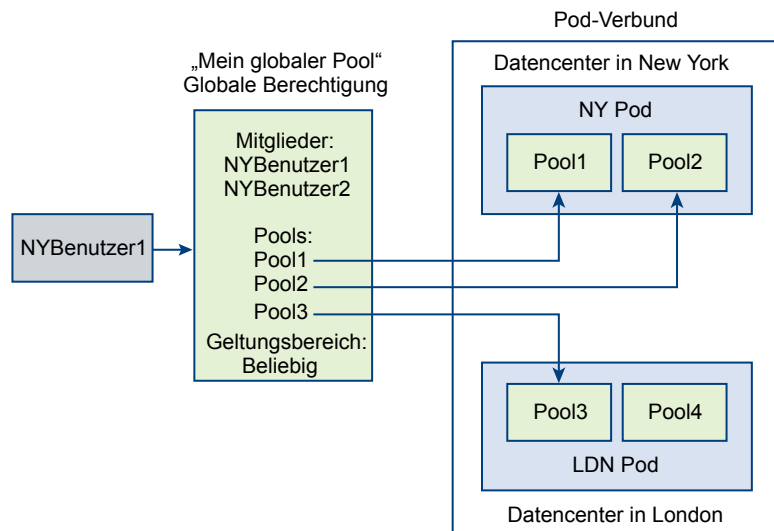 Pod-Verbund
„Mein globaler Pool“
Globale Berechtigung
Datencenter in New York
NY Pod
Pool1
Pool2
Mitglieder:
NYBenutzer1
NYBenutzer2
NYBenutzer1
Pools:
Pool1
Pool2
Pool3
Geltungsbereich:
Beliebig
Pool3
Pool4
LDN Pod
Datencenter in London